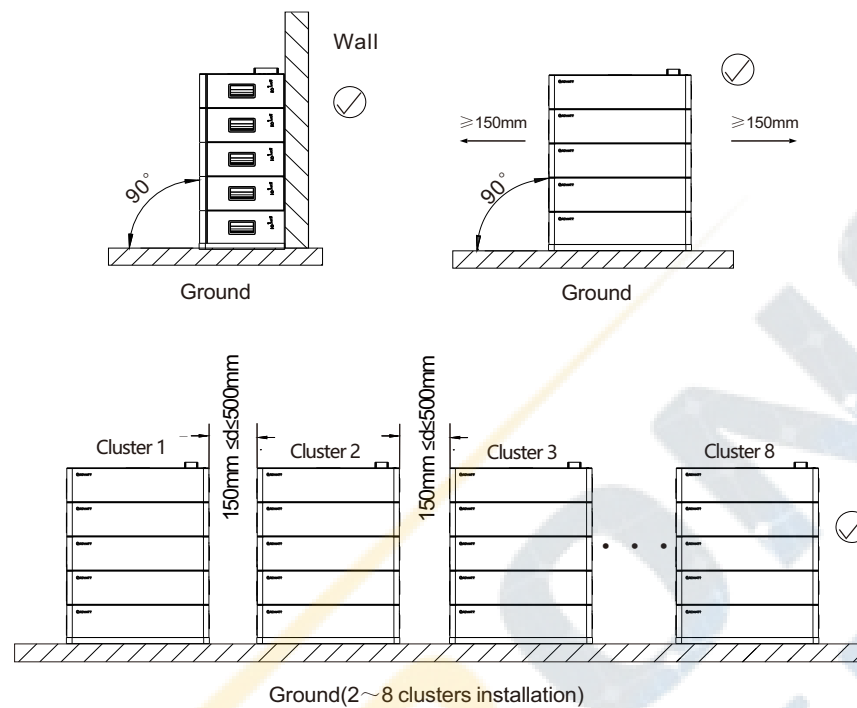 Wall
≥150mm
≥150mm
90°
90°
Ground
Ground
150mm ≤d≤500mm
150mm ≤d≤500mm
Cluster 1
Cluster 2
Cluster 3
Cluster 8
Ground(2～8 clusters installation)